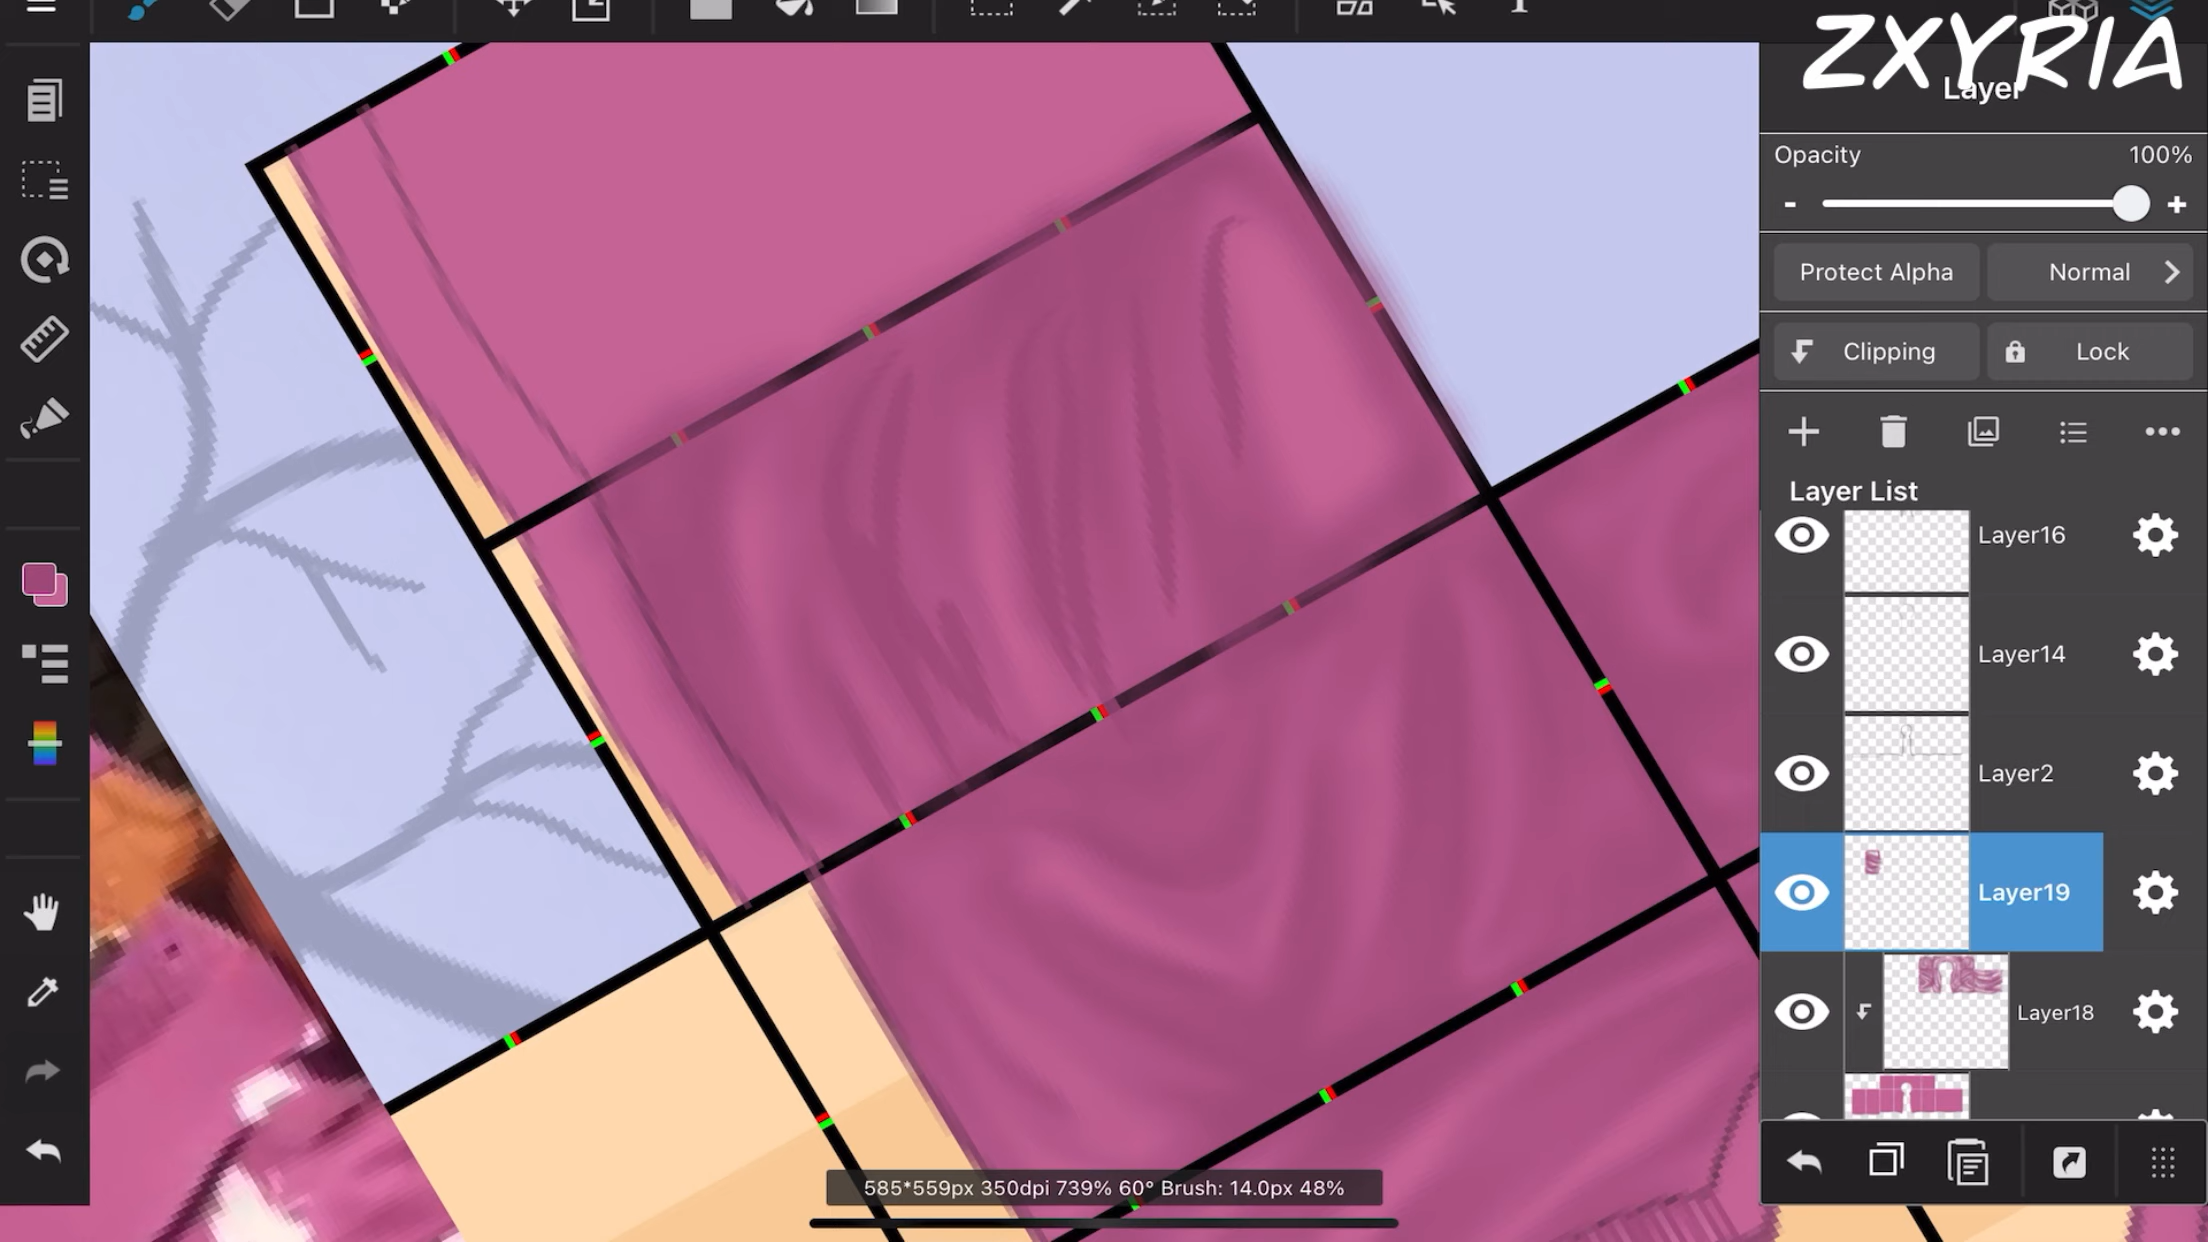 ZXYRIA
Layer
Opacity 100%
- +
Protect Alpha Normal
Clipping Lock
Layer List
Layer16
Layer14
Layer2
Layer19
Layer18
585*559px 350dpi 739% 60° Brush: 14.0px 48%